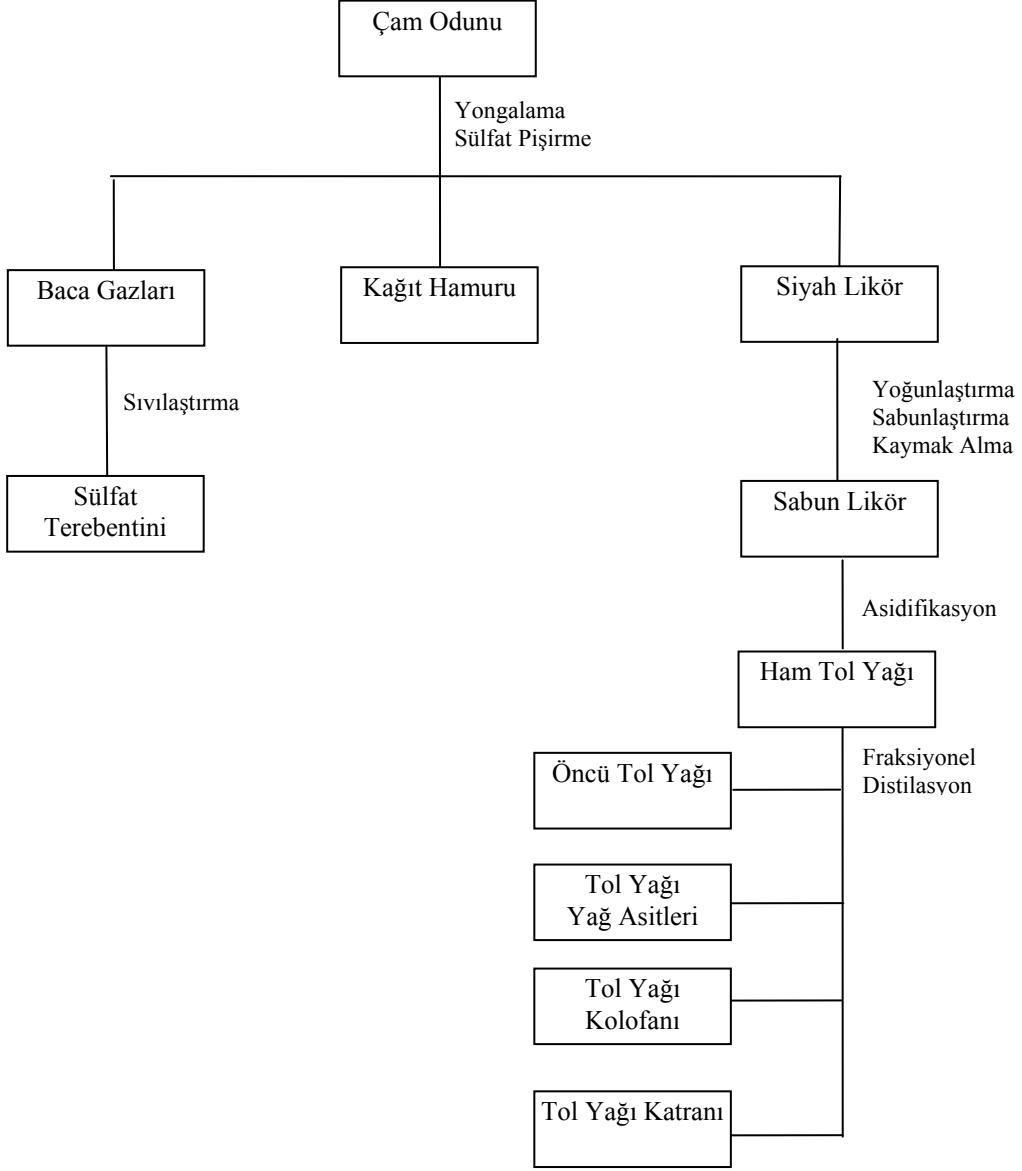 Çam Odunu
Yongalama
Sülfat Pişirme
Baca Gazları
Kağıt Hamuru
Siyah Likör
Sıvılaştırma
Yoğunlaştırma
Sabunlaştırma
Kaymak Alma
Sülfat
Terebentini
Sabun Likör
Asidifikasyon
Ham Tol Yağı
Fraksiyonel
Distilasyon
Öncü Tol Yağı
Tol Yağı
Yağ Asitleri
Tol Yağı
Kolofanı
Tol Yağı Katranı